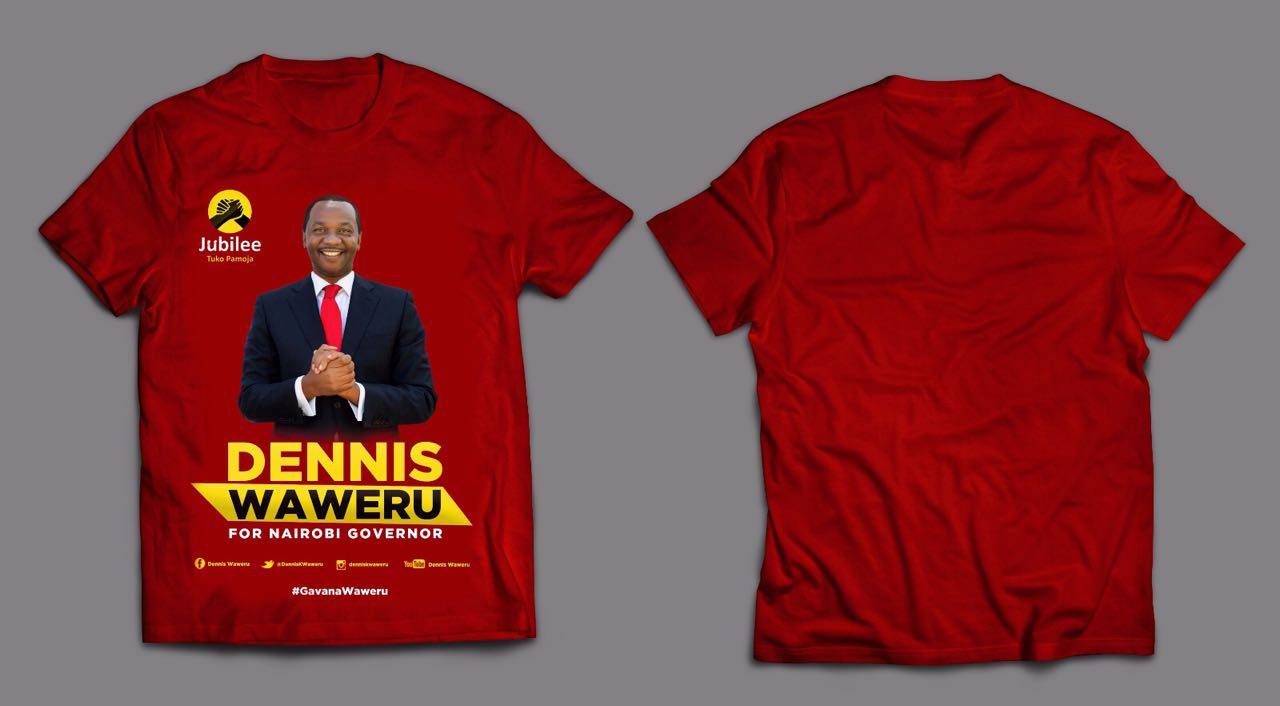 Jubilee
Tuko Pamoja
DENNIS
WAWERU
FOR NAIROBI GOVERNOR
Dennis Waweru @DennisKWaweru denniskwaweru YouTube Dennis Waweru
#GavanaWaweru